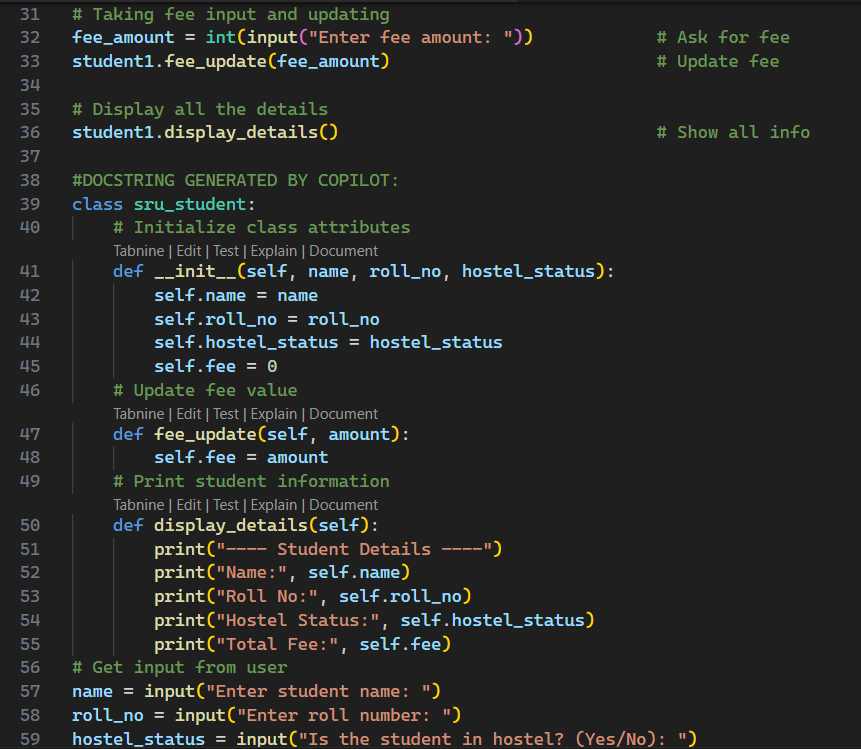 31 # Taking fee input and updating
32 fee_amount = int(input("Enter fee amount: ")) # Ask for fee
33 student1.fee_update(fee_amount) # Update fee
34
35 # Display all the details
36 student1.display_details() # Show all info
37
38 #DOCSTRING GENERATED BY COPILOT:
39 class sru_student:
40     # Initialize class attributes
    Tabnine | Edit | Test | Explain | Document
41     def __init__(self, name, roll_no, hostel_status):
42         self.name = name
43         self.roll_no = roll_no
44         self.hostel_status = hostel_status
45         self.fee = 0
46     # Update fee value
    Tabnine | Edit | Test | Explain | Document
47     def fee_update(self, amount):
48         self.fee = amount
49     # Print student information
    Tabnine | Edit | Test | Explain | Document
50     def display_details(self):
51         print("---- Student Details ----")
52         print("Name:", self.name)
53         print("Roll No:", self.roll_no)
54         print("Hostel Status:", self.hostel_status)
55         print("Total Fee:", self.fee)
56 # Get input from user
57 name = input("Enter student name: ")
58 roll_no = input("Enter roll number: ")
59 hostel_status = input("Is the student in hostel? (Yes/No): ")